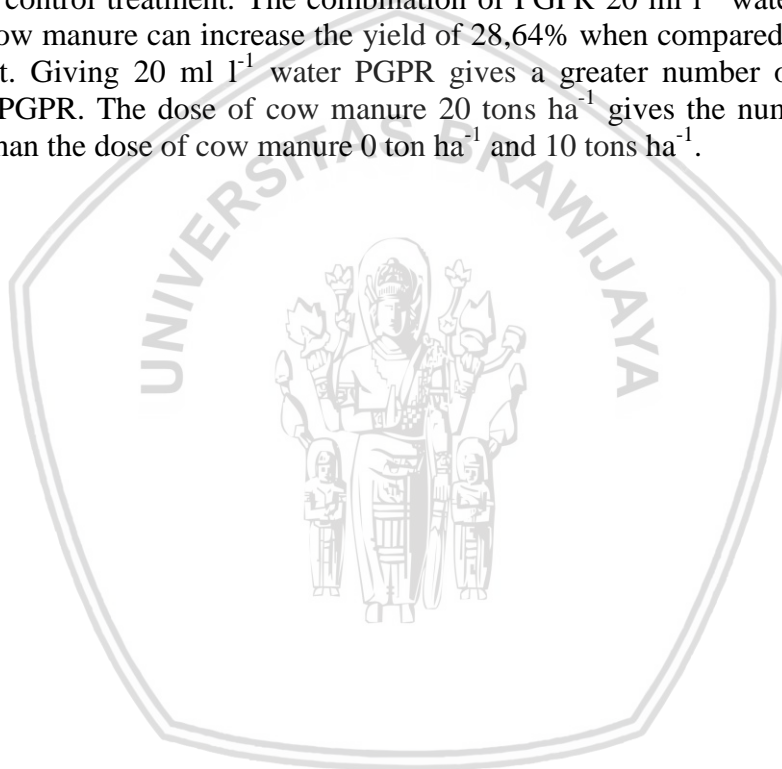 control treatment. The combination of PGPR 20 ml l⁻¹ wate
ow manure can increase the yield of 28,64% when compared
t. Giving 20 ml l⁻¹ water PGPR gives a greater number o
PGPR. The dose of cow manure 20 tons ha⁻¹ gives the num
han the dose of cow manure 0 ton ha⁻¹ and 10 tons ha⁻¹.
UNIVERSITAS BRAWIJAYA